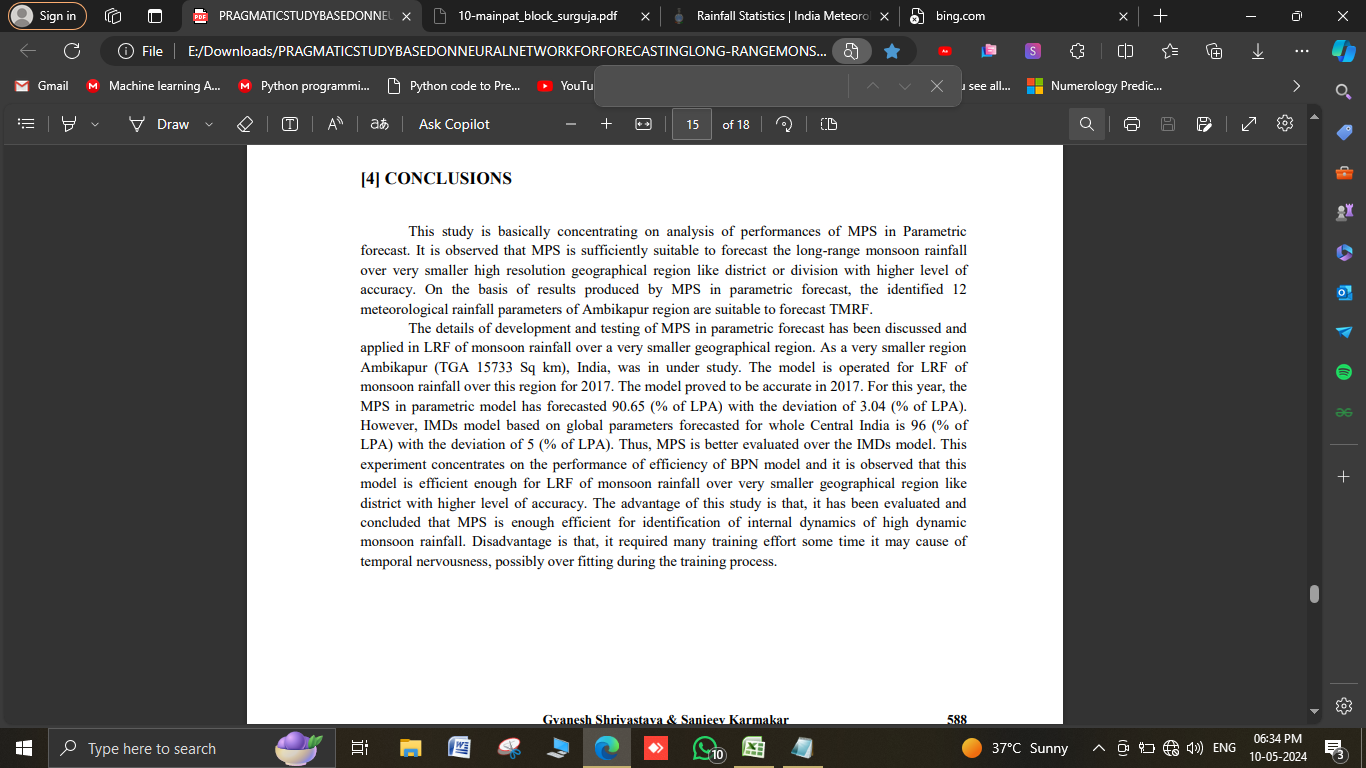 Sign in
PRAGMATICSTUDYBASEDONNEU
10-mainpat_block_surguja.pdf
Rainfall Statistics | India Meteorol
bing.com
File
E:/Downloads/PRAGMATICSTUDYBASEDONNEURALNETWORKFORFORECASTINGLONG-RANGEMONS...
Gmail
Machine learning A...
Python programmi...
Python code to Pre...
YouTu
u see all...
Numerology Predic...
Draw
Ask Copilot
15
of 18
[4] CONCLUSIONS
This study is basically concentrating on analysis of performances of MPS in Parametric
forecast. It is observed that MPS is sufficiently suitable to forecast the long-range monsoon rainfall
over very smaller high resolution geographical region like district or division with higher level of
accuracy. On the basis of results produced by MPS in parametric forecast, the identified 12
meteorological rainfall parameters of Ambikapur region are suitable to forecast TMRF.
The details of development and testing of MPS in parametric forecast has been discussed and
applied in LRF of monsoon rainfall over a very smaller geographical region. As a very smaller region
Ambikapur (TGA 15733 Sq km), India, was in under study. The model is operated for LRF of
monsoon rainfall over this region for 2017. The model proved to be accurate in 2017. For this year, the
MPS in parametric model has forecasted 90.65 (% of LPA) with the deviation of 3.04 (% of LPA).
However, IMDs model based on global parameters forecasted for whole Central India is 96 (% of
LPA) with the deviation of 5 (% of LPA). Thus, MPS is better evaluated over the IMDs model. This
experiment concentrates on the performance of efficiency of BPN model and it is observed that this
model is efficient enough for LRF of monsoon rainfall over very smaller geographical region like
district with higher level of accuracy. The advantage of this study is that, it has been evaluated and
concluded that MPS is enough efficient for identification of internal dynamics of high dynamic
monsoon rainfall. Disadvantage is that, it required many training effort some time it may cause of
temporal nervousness, possibly over fitting during the training process.
Gyanesh Shrivastava & Sanjeev Karmakar
588
Type here to search
10
37°C Sunny
ENG
06:34 PM
10-05-2024
3